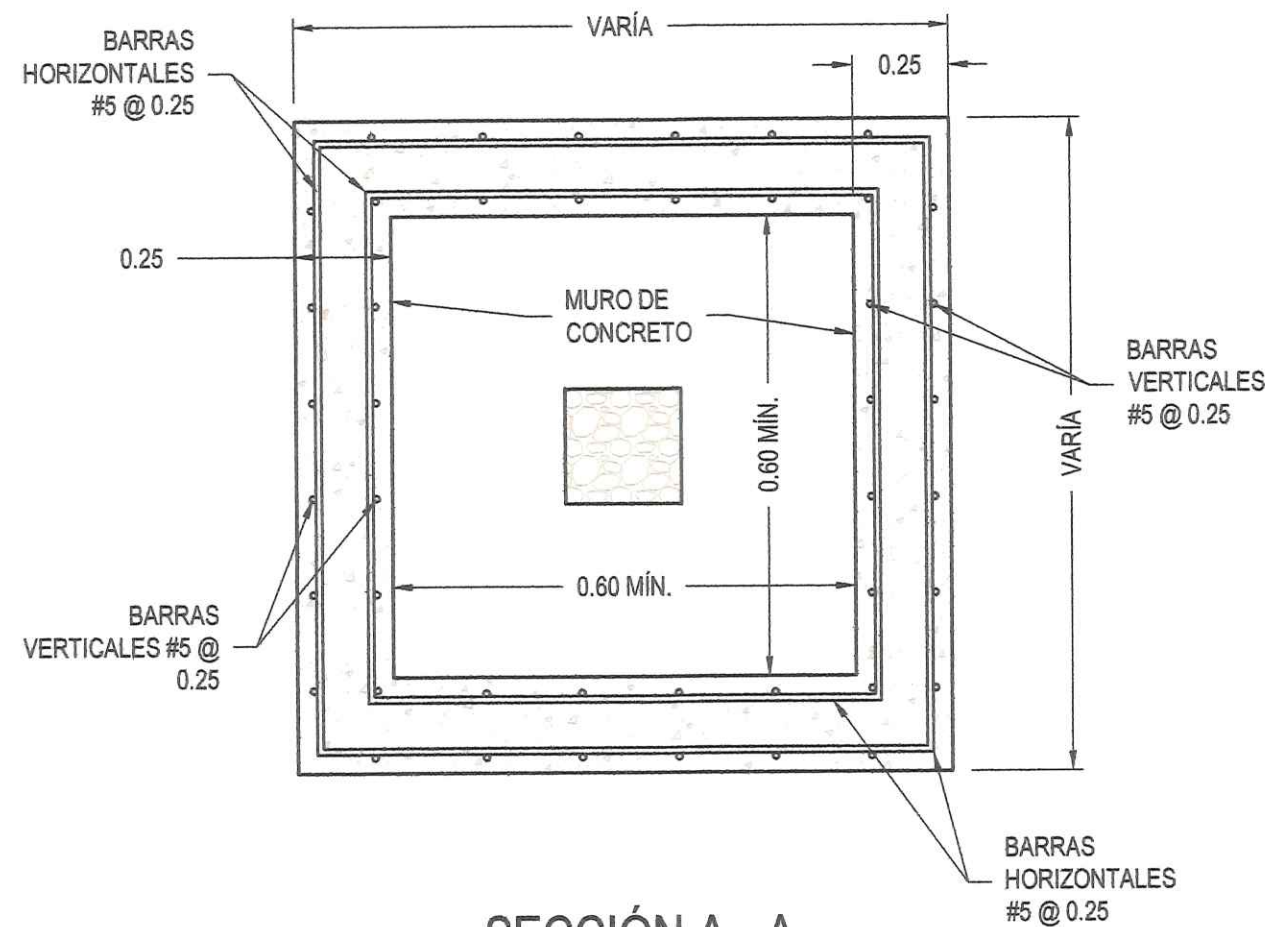 VARÍA
BARRAS
HORIZONTALES
#5 @ 0.25
0.25
0.25
MURO DE
CONCRETO
0.60 MÍN.
0.60 MÍN.
BARRAS
VERTICALES
#5 @ 0.25
VARÍA
BARRAS
VERTICALES #5 @
0.25
BARRAS
HORIZONTALES
#5 @ 0.25
SECCIÓN A - A